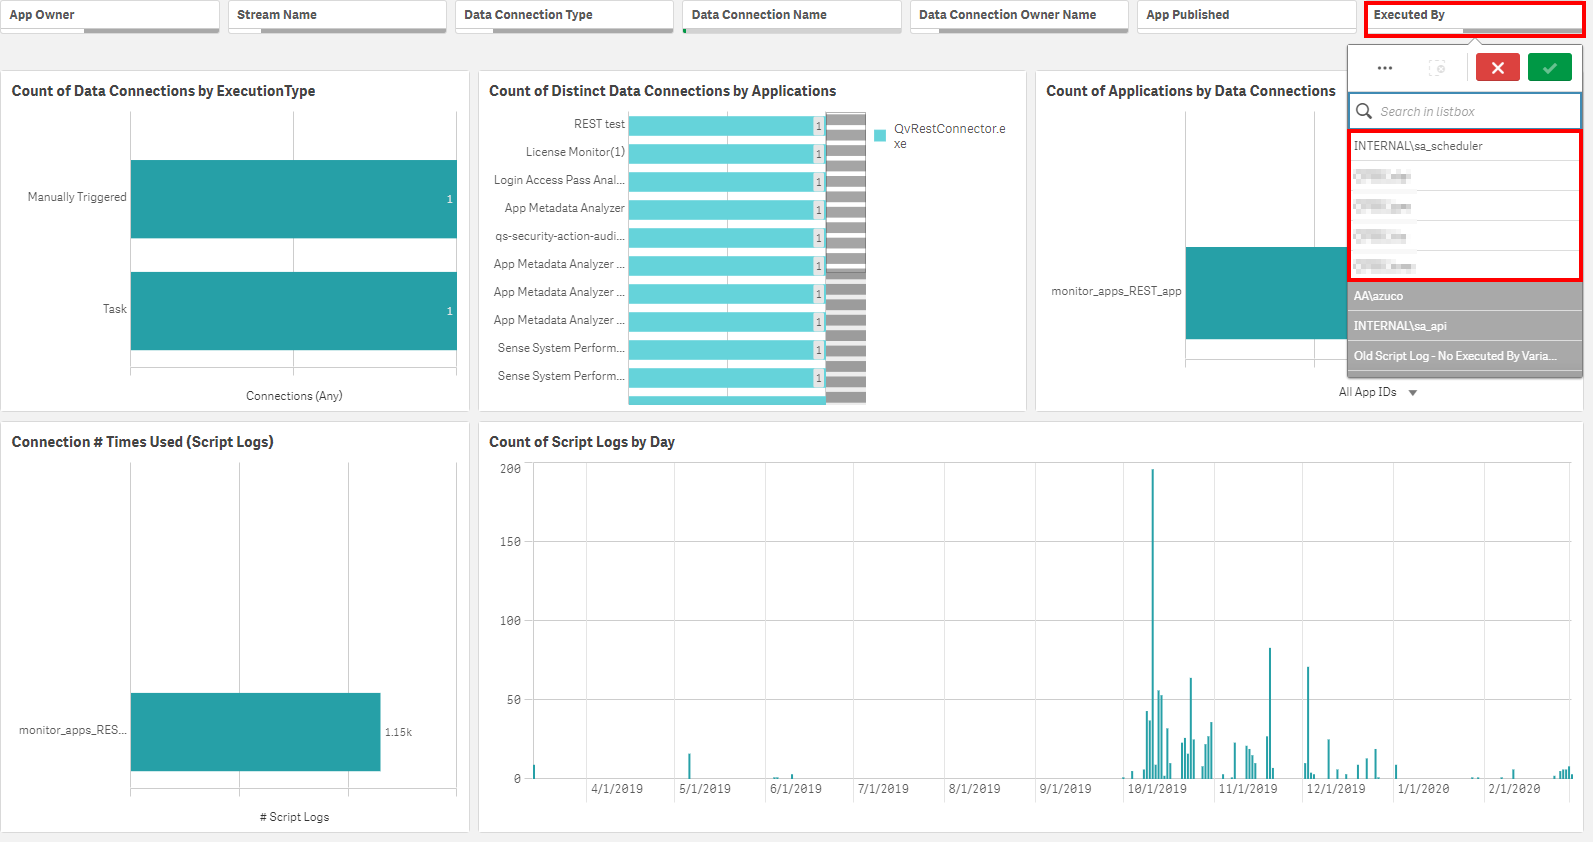 App Owner
Stream Name
Data Connection Type
Data Connection Name
Data Connection Owner Name
App Published
Executed By
Search in listbox
INTERNAL\sa_scheduler
AA\azuco
INTERNAL\sa_api
Old Script Log - No Executed By Varia...
Count of Data Connections by ExecutionType
Manually Triggered
1
Task
1
Connections (Any)
Count of Distinct Data Connections by Applications
REST test
1
License Monitor(1)
1
Login Access Pass Anal...
1
App Metadata Analyzer
1
qs-security-action-audi...
1
App Metadata Analyzer ...
1
App Metadata Analyzer ...
1
App Metadata Analyzer ...
1
Sense System Perform...
1
Sense System Perform...
1
QvRestConnector.e
xe
Count of Applications by Data Connections
monitor_apps_REST_app
All App IDs
Connection # Times Used (Script Logs)
monitor_apps_RES...
1.15k
# Script Logs
Count of Script Logs by Day
200
150
100
50
0
4/1/2019
5/1/2019
6/1/2019
7/1/2019
8/1/2019
9/1/2019
10/1/2019
11/1/2019
12/1/2019
1/1/2020
2/1/2020